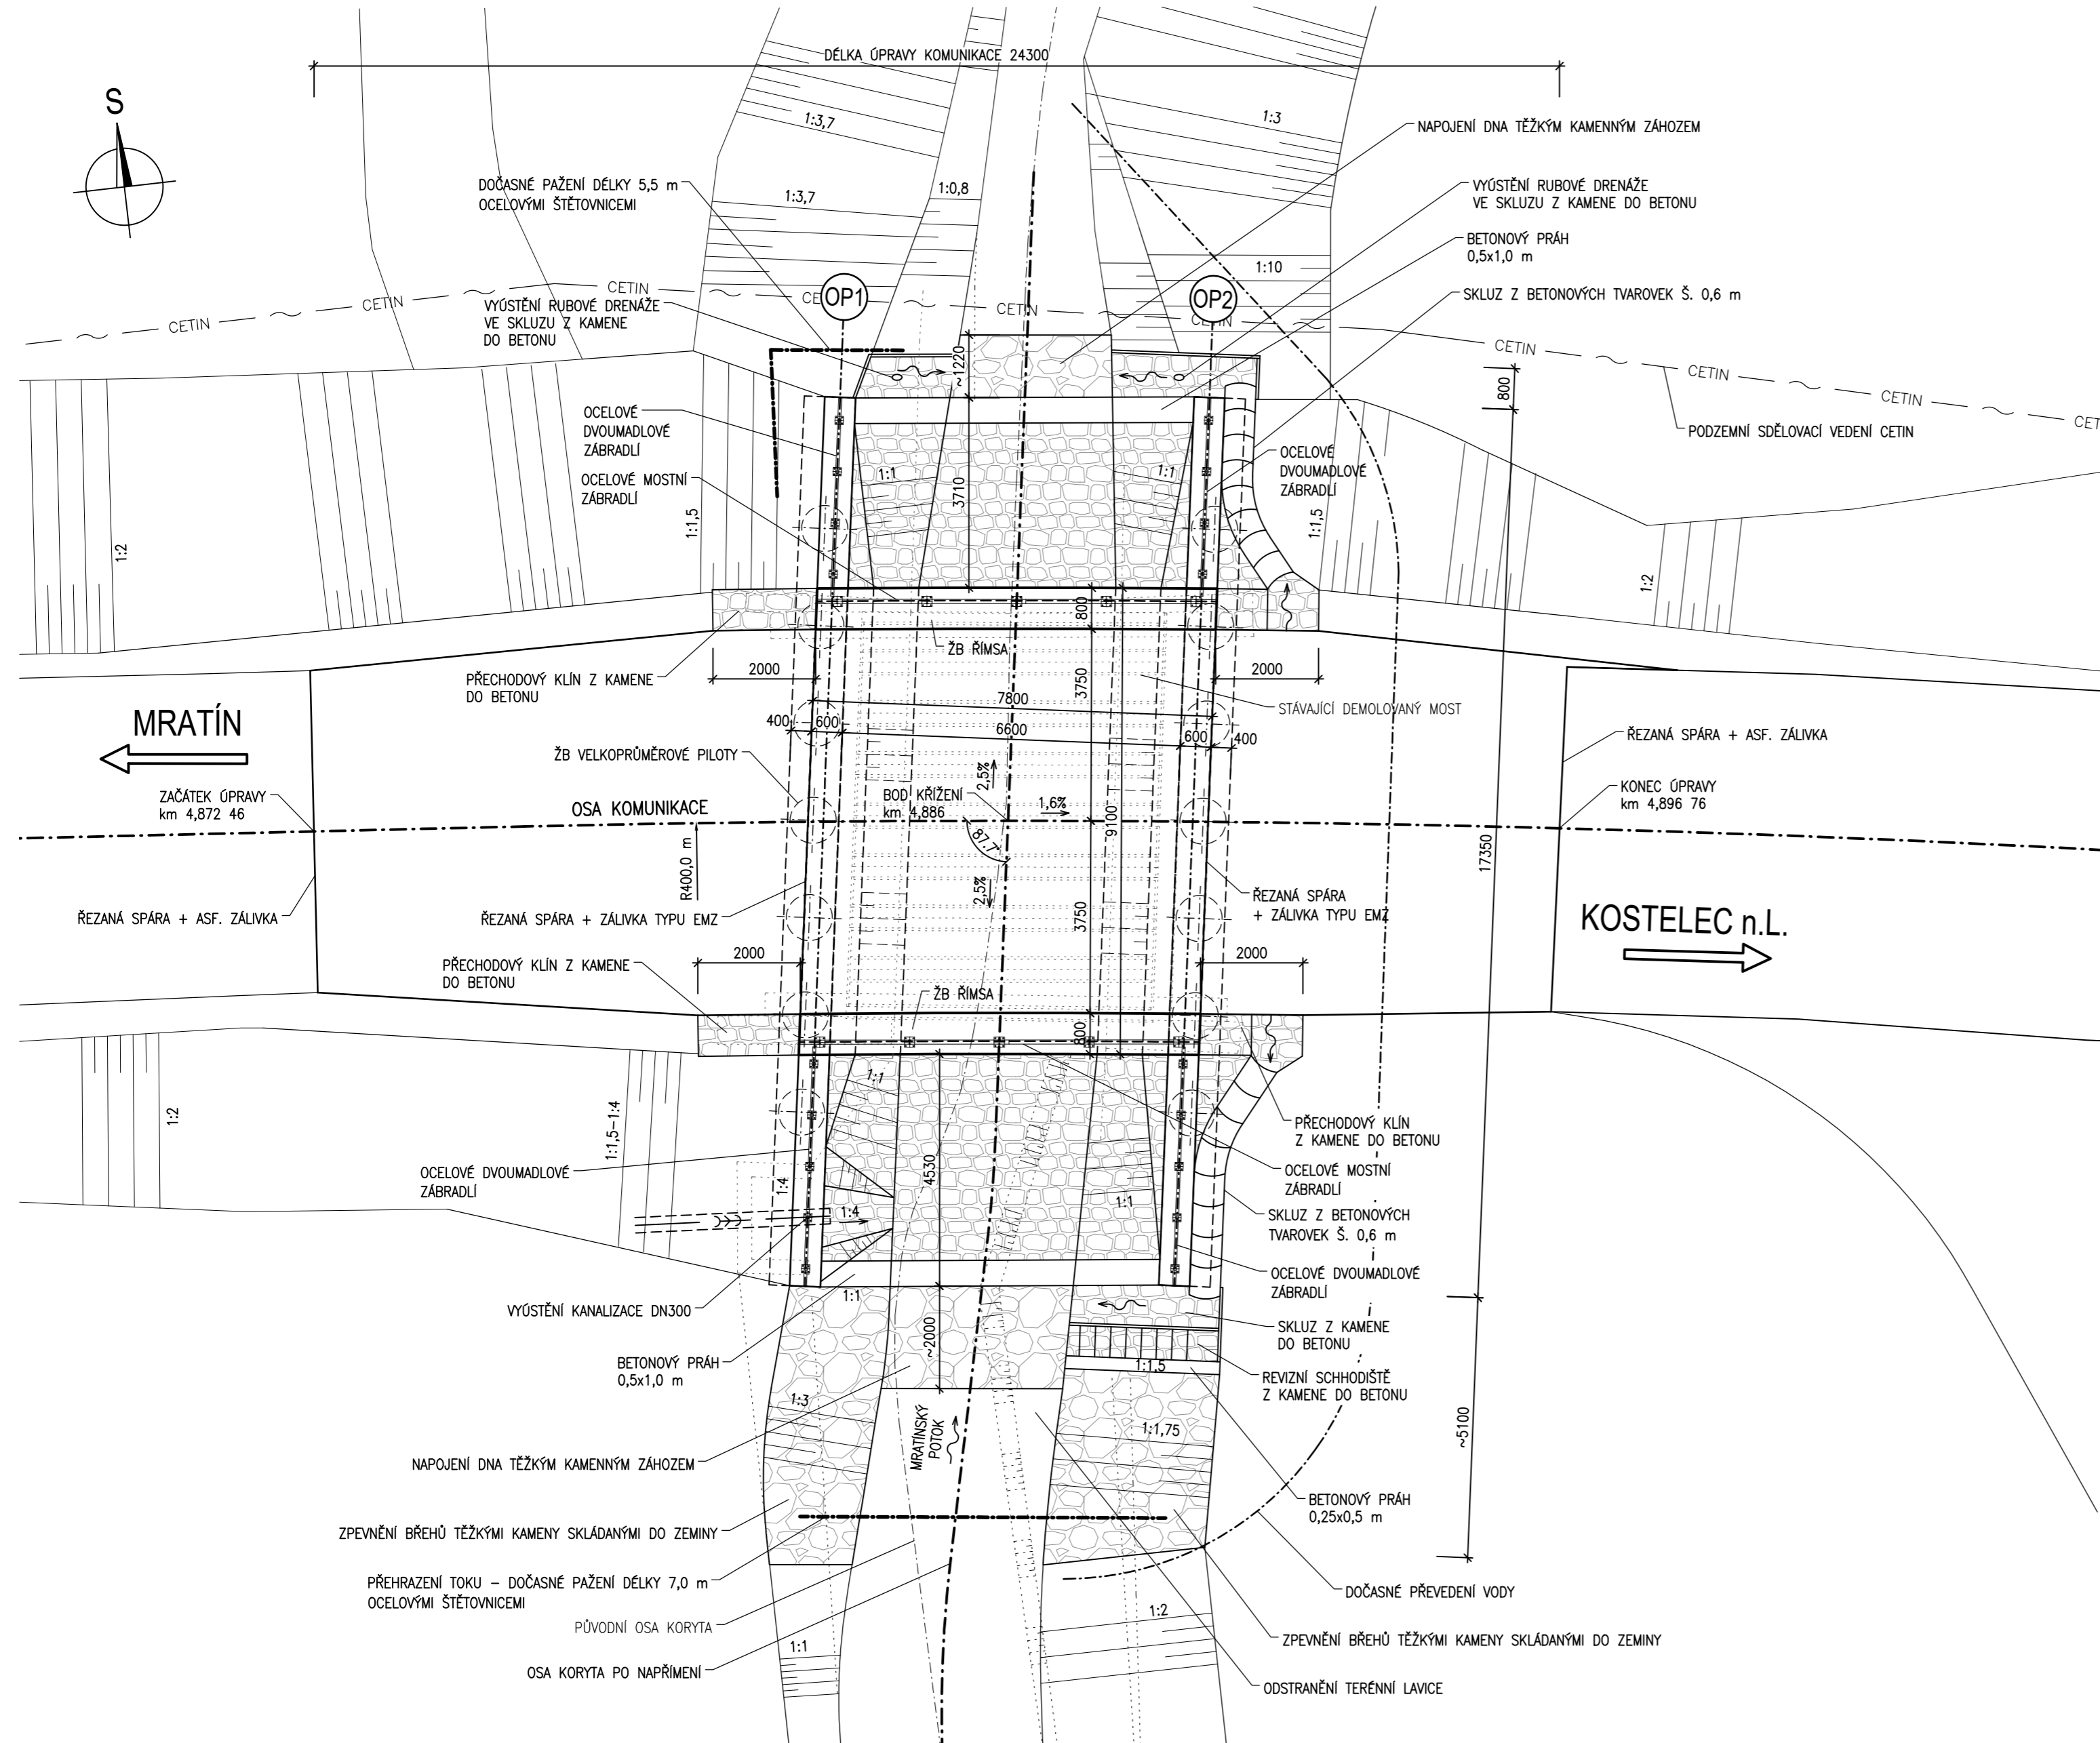 DÉLKA ÚPRAVY KOMUNIKACE 24300
S
1:3,7
1:3
NAPOJENÍ DNA TĚŽKÝM KAMENNÝM ZÁHOZEM
DOČASNÉ PAŽENÍ DÉLKY 5,5 m
OCELOVÝMI ŠTĚTOVNICEMI
1:3,7
1:0,8
VYÚSTĚNÍ RUBOVÉ DRENÁŽE
VE SKLUZU Z KAMENE DO BETONU
BETONOVÝ PRÁH
0,5x1,0 m
1:10
SKLUZ Z BETONOVÝCH TVAROVEK Š. 0,6 m
CETIN
CETIN
CETIN
CETIN
CETIN
CETIN
CETIN
CETIN
CETIN
OP1
OP2
VYÚSTĚNÍ RUBOVÉ DRENÁŽE
VE SKLUZU Z KAMENE
DO BETONU
~1220
800
PODZEMNÍ SDĚLOVACÍ VEDENÍ CETIN
OCELOVÉ
DVOUMADLOVÉ
ZÁBRADLÍ
OCELOVÉ MOSTNÍ
ZÁBRADLÍ
OCELOVÉ
DVOUMADLOVÉ
ZÁBRADLÍ
1:1
1:1
3710
1:1,5
1:1,5
1:2
1:2
800
ŽB ŘÍMSA
PŘECHODOVÝ KLÍN Z KAMENE
DO BETONU
2000
2000
3750
7800
STÁVAJÍCÍ DEMOLOVANÝ MOST
MRATÍN
400
600
6600
600
400
ŘEZANÁ SPÁRA + ASF. ZÁLIVKA
ŽB VELKOPRŮMĚROVÉ PILOTY
2,5%
ZAČÁTEK ÚPRAVY
km 4,872 46
OSA KOMUNIKACE
BOD KŘÍŽENÍ
km 4,886
1,6%
9100
KONEC ÚPRAVY
km 4,896 76
87.7°
R400,0 m
17350
2,5%
3750
ŘEZANÁ SPÁRA + ASF. ZÁLIVKA
ŘEZANÁ SPÁRA + ZÁLIVKA TYPU EMZ
ŘEZANÁ SPÁRA
+ ZÁLIVKA TYPU EMZ
KOSTELEC n.L.
PŘECHODOVÝ KLÍN Z KAMENE
DO BETONU
2000
2000
ŽB ŘÍMSA
800
1:1
1:2
1:1,5-1:4
PŘECHODOVÝ KLÍN
Z KAMENE DO BETONU
OCELOVÉ DVOUMADLOVÉ
ZÁBRADLÍ
4530
OCELOVÉ MOSTNÍ
ZÁBRADLÍ
1:4
1:4
1:1
SKLUZ Z BETONOVÝCH
TVAROVEK Š. 0,6 m
OCELOVÉ DVOUMADLOVÉ
ZÁBRADLÍ
VYÚSTĚNÍ KANALIZACE DN300
1:1
~2000
SKLUZ Z KAMENE
DO BETONU
BETONOVÝ PRÁH
0,5x1,0 m
1:1,5
REVIZNÍ SCHHODIŠTĚ
Z KAMENE DO BETONU
1:3
MRATÍNSKÝ
POTOK
1:1,75
~5100
NAPOJENÍ DNA TĚŽKÝM KAMENNÝM ZÁHOZEM
BETONOVÝ PRÁH
0,25x0,5 m
ZPEVNĚNÍ BŘEHŮ TĚŽKÝMI KAMENY SKLÁDANÝMI DO ZEMINY
PŘEHRAZENÍ TOKU – DOČASNÉ PAŽENÍ DÉLKY 7,0 m
OCELOVÝMI ŠTĚTOVNICEMI
DOČASNÉ PŘEVEDENÍ VODY
PŮVODNÍ OSA KORYTA
1:2
1:1
ZPEVNĚNÍ BŘEHŮ TĚŽKÝMI KAMENY SKLÁDANÝMI DO ZEMINY
OSA KORYTA PO NAPŘÍMENÍ
ODSTRANĚNÍ TERÉNNÍ LAVICE